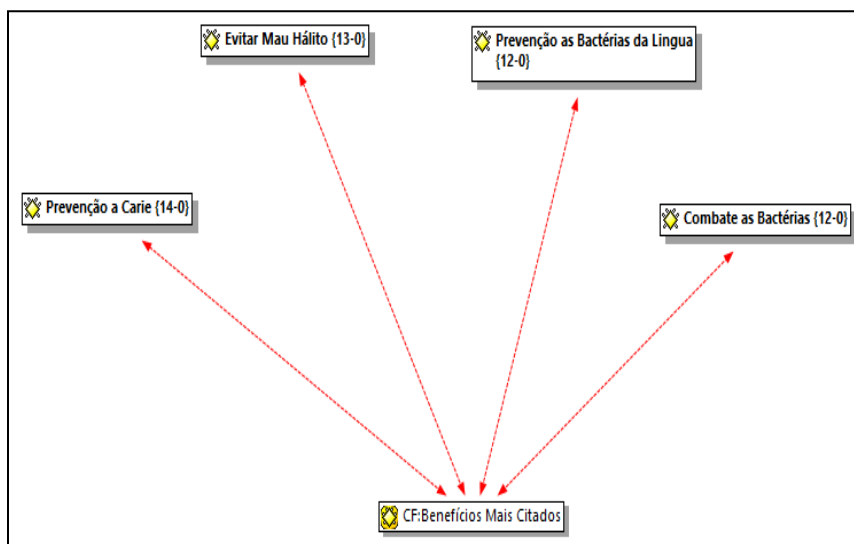 Evitar Mau Hálito {13-0}
Prevenção as Bactérias da Lingua
{12-0}
Prevenção a Carie {14-0}
Combate as Bactérias {12-0}
CF:Benefícios Mais Citados